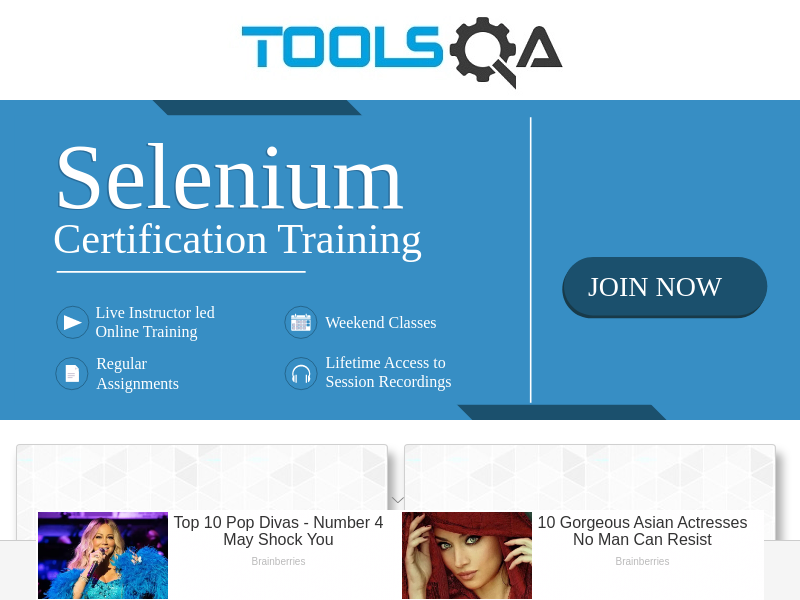 TOOLSQA
Selenium
Certification Training
JOIN NOW
Live Instructor led
Online Training
Weekend Classes
Regular
Assignments
Lifetime Access to
Session Recordings
Top 10 Pop Divas - Number 4
May Shock You
Brainberries
10 Gorgeous Asian Actresses
No Man Can Resist
Brainberries